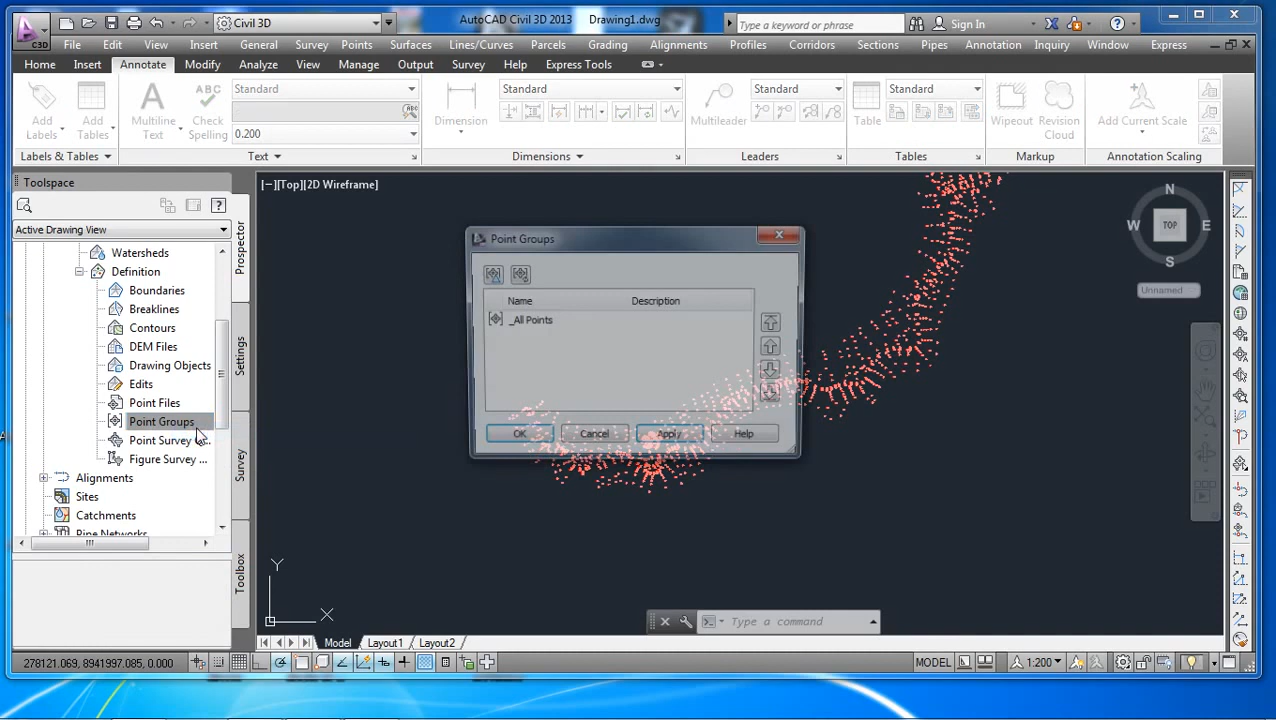 Civil 3D
AutoCAD Civil 3D 2013 Drawing1.dwg
Type a keyword or phrase
Sign In
C3D
File Edit View Insert General Survey Points Surfaces Lines/Curves Parcels Grading Alignments Profiles Corridors Sections Pipes Annotation Inquiry Window Express
Home Insert Annotate Modify Analyze View Manage Output Survey Help Express Tools
Add Labels
Add Tables
Multiline Text
Check Spelling
ABC
Standard
ABC
0.200
Dimension
Standard
Multileader
Standard
Table
Standard
Wipeout
Revision Cloud
Add Current Scale
Labels & Tables
Text
Dimensions
Leaders
Tables
Markup
Annotation Scaling
Toolspace
Active Drawing View
Watersheds
Definition
Boundaries
Breaklines
Contours
DEM Files
Drawing Objects
Edits
Point Files
Point Groups
Point Survey ...
Figure Survey ...
Alignments
Sites
Catchments
Pipe Networks
Prospector
Settings
Survey
Toolbox
[−][Top][2D Wireframe]
Point Groups
Name Description
_All Points
OK Cancel Apply Help
N
W TOP E
S
Unnamed
Y
X
Type a command
Model Layout1 Layout2
278121.069, 8941997.085, 0.000
MODEL
1:200